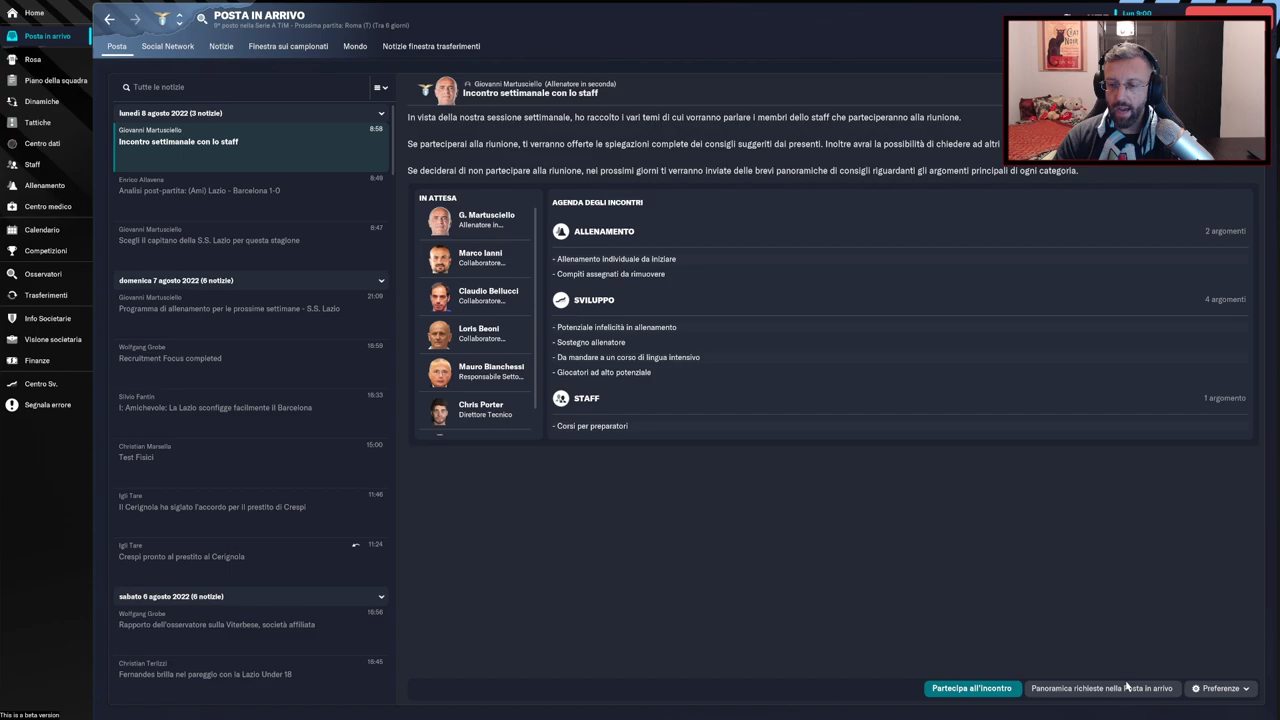 Home
Posta in arrivo
Rosa
Piano della squadra
Dinamiche
Tattiche
Centro dati
Staff
Allenamento
Centro medico
Calendario
Competizioni
Osservatori
Trasferimenti
Info Societarie
Visione societaria
Finanze
Centro Sv.
Segnala errore
This is a beta version
POSTA IN ARRIVO
9° posto nella Serie A TIM - Prossima partita: Roma (T) (Tra 6 giorni)
Lun 9:00
CHAT
NOIR
Posta
Social Network
Notizie
Finestra sui campionati
Mondo
Notizie finestra trasferimenti
Tutte le notizie
lunedì 8 agosto 2022 (3 notizie)
Giovanni Martusciello 8:58
Incontro settimanale con lo staff
Enrico Allavena 8:49
Analisi post-partita: (Ami) Lazio - Barcelona 1-0
Giovanni Martusciello 8:47
Scegli il capitano della S.S. Lazio per questa stagione
domenica 7 agosto 2022 (6 notizie)
Giovanni Martusciello 21:09
Programma di allenamento per le prossime settimane - S.S. Lazio
Wolfgang Grobe 16:59
Recruitment Focus completed
Silvio Fantin 16:33
I: Amichevole: La Lazio sconfigge facilmente il Barcelona
Christian Marsella 15:00
Test Fisici
Igli Tare 11:46
Il Cerignola ha siglato l'accordo per il prestito di Crespi
Igli Tare 11:24
Crespi pronto al prestito al Cerignola
sabato 6 agosto 2022 (6 notizie)
Wolfgang Grobe 16:56
Rapporto dell'osservatore sulla Viterbese, società affiliata
Christian Terlizzi 16:45
Fernandes brilla nel pareggio con la Lazio Under 18
Giovanni Martusciello (Allenatore in seconda)
Incontro settimanale con lo staff
In vista della nostra sessione settimanale, ho raccolto i vari temi di cui vorranno parlare i membri dello staff che parteciperanno alla riunione.
Se parteciperai alla riunione, ti verranno offerte le spiegazioni complete dei consigli suggeriti dai presenti. Inoltre avrai la possibilità di chiedere ad altri
Se deciderai di non partecipare alla riunione, nei prossimi giorni ti verranno inviate delle brevi panoramiche di consigli riguardanti gli argomenti principali di ogni categoria.
IN ATTESA
G. Martusciello
Allenatore in...
Marco Ianni
Collaboratore...
Claudio Bellucci
Collaboratore...
Loris Beoni
Collaboratore...
Mauro Bianchessi
Responsabile Setto...
Chris Porter
Direttore Tecnico
AGENDA DEGLI INCONTRI
ALLENAMENTO 2 argomenti
- Allenamento individuale da iniziare
- Compiti assegnati da rimuovere
SVILUPPO 4 argomenti
- Potenziale infelicità in allenamento
- Sostegno allenatore
- Da mandare a un corso di lingua intensivo
- Giocatori ad alto potenziale
STAFF 1 argomento
- Corsi per preparatori
Partecipa all'incontro
Panoramica richieste nella Posta in arrivo
Preferenze